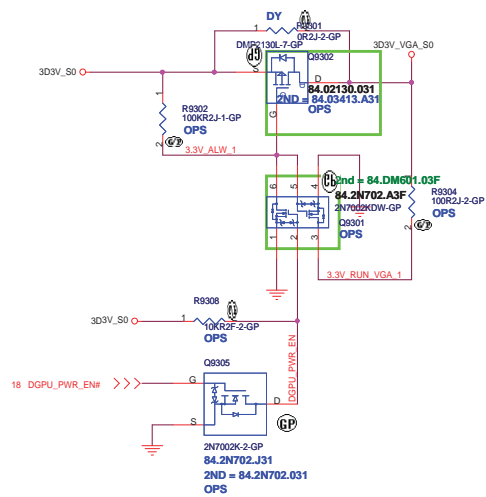 DY
1
R9301
2
0R2J-2-GP
DMP2130L-7-GP
Q9302
3D3V_S0
3D3V_VGA_S0
S
D
G
84.02130.031
2ND = 84.03413.A31
OPS
1
R9302
100KR2J-1-GP
OPS
2
3.3V_ALW_1
6
5
4
2nd = 84.DM601.03F
84.2N702.A3F
2N7002KDW-GP
Q9301
OPS
1
2
3
1
R9304
100R2J-2-GP
OPS
2
3.3V_RUN_VGA_1
R9308
3D3V_S0
1
2
10KR2F-2-GP
OPS
DGPU_PWR_EN
Q9305
18 DGPU_PWR_EN#
G
D
S
GP
2N7002K-2-GP
84.2N702.J31
2ND = 84.2N702.031
OPS